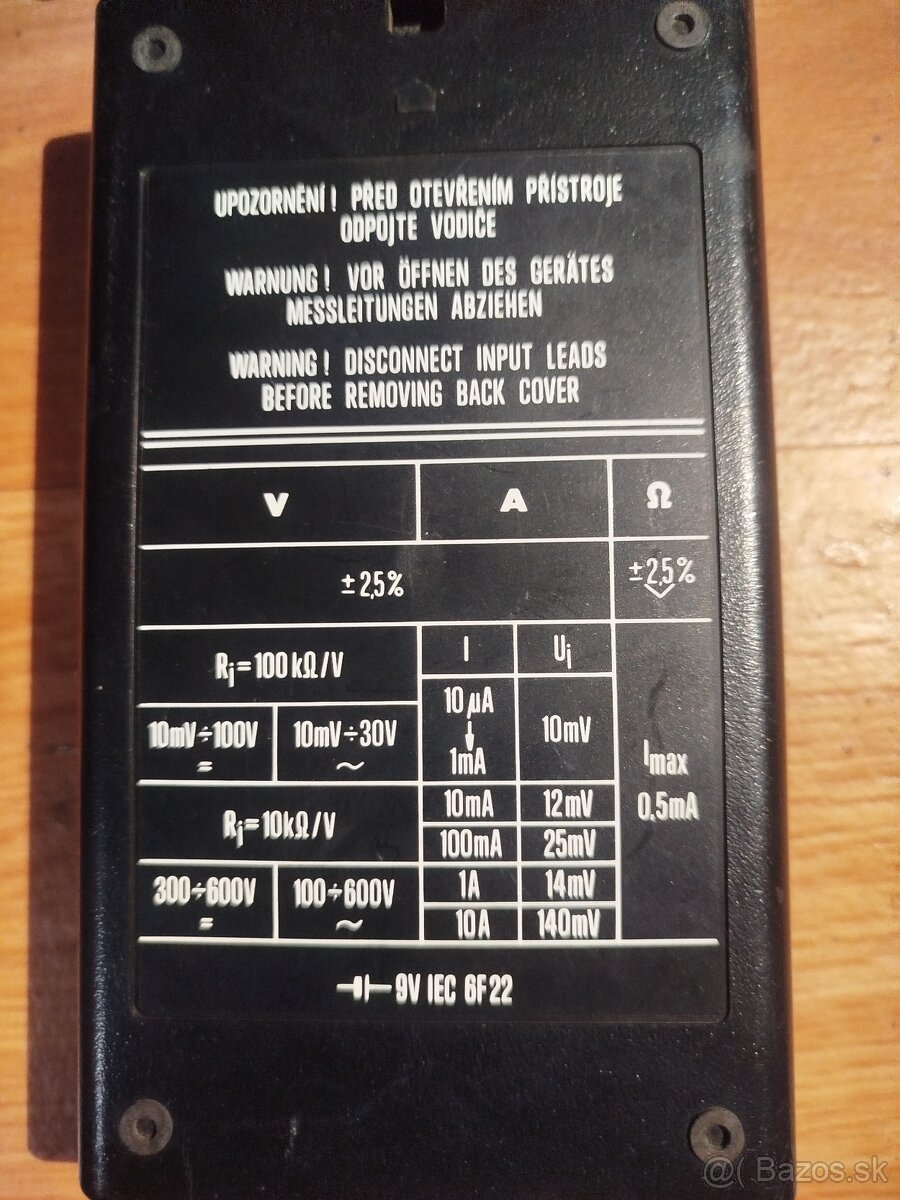 UPOZORNĚNÍ! PŘED OTEVŘENÍM PŘÍSTROJE
ODPOJTE VODIČE
WARNUNG! VOR ÖFFNEN DES GERÄTES
MESSLEITUNGEN ABZIEHEN
WARNING! DISCONNECT INPUT LEADS
BEFORE REMOVING BACK COVER
V A Ω
±2,5% ±2,5%
Ri=100kΩ/V I Ui
10mV÷100V 10mV÷30V 10µA 10mV
= ~ 1mA
Imax
10mA 12mV 0,5mA
Ri=10kΩ/V 100mA 25mV
300÷600V 100÷600V 1A 14mV
= ~ 10A 140mV
9V IEC 6F22
@( Bazos.sk